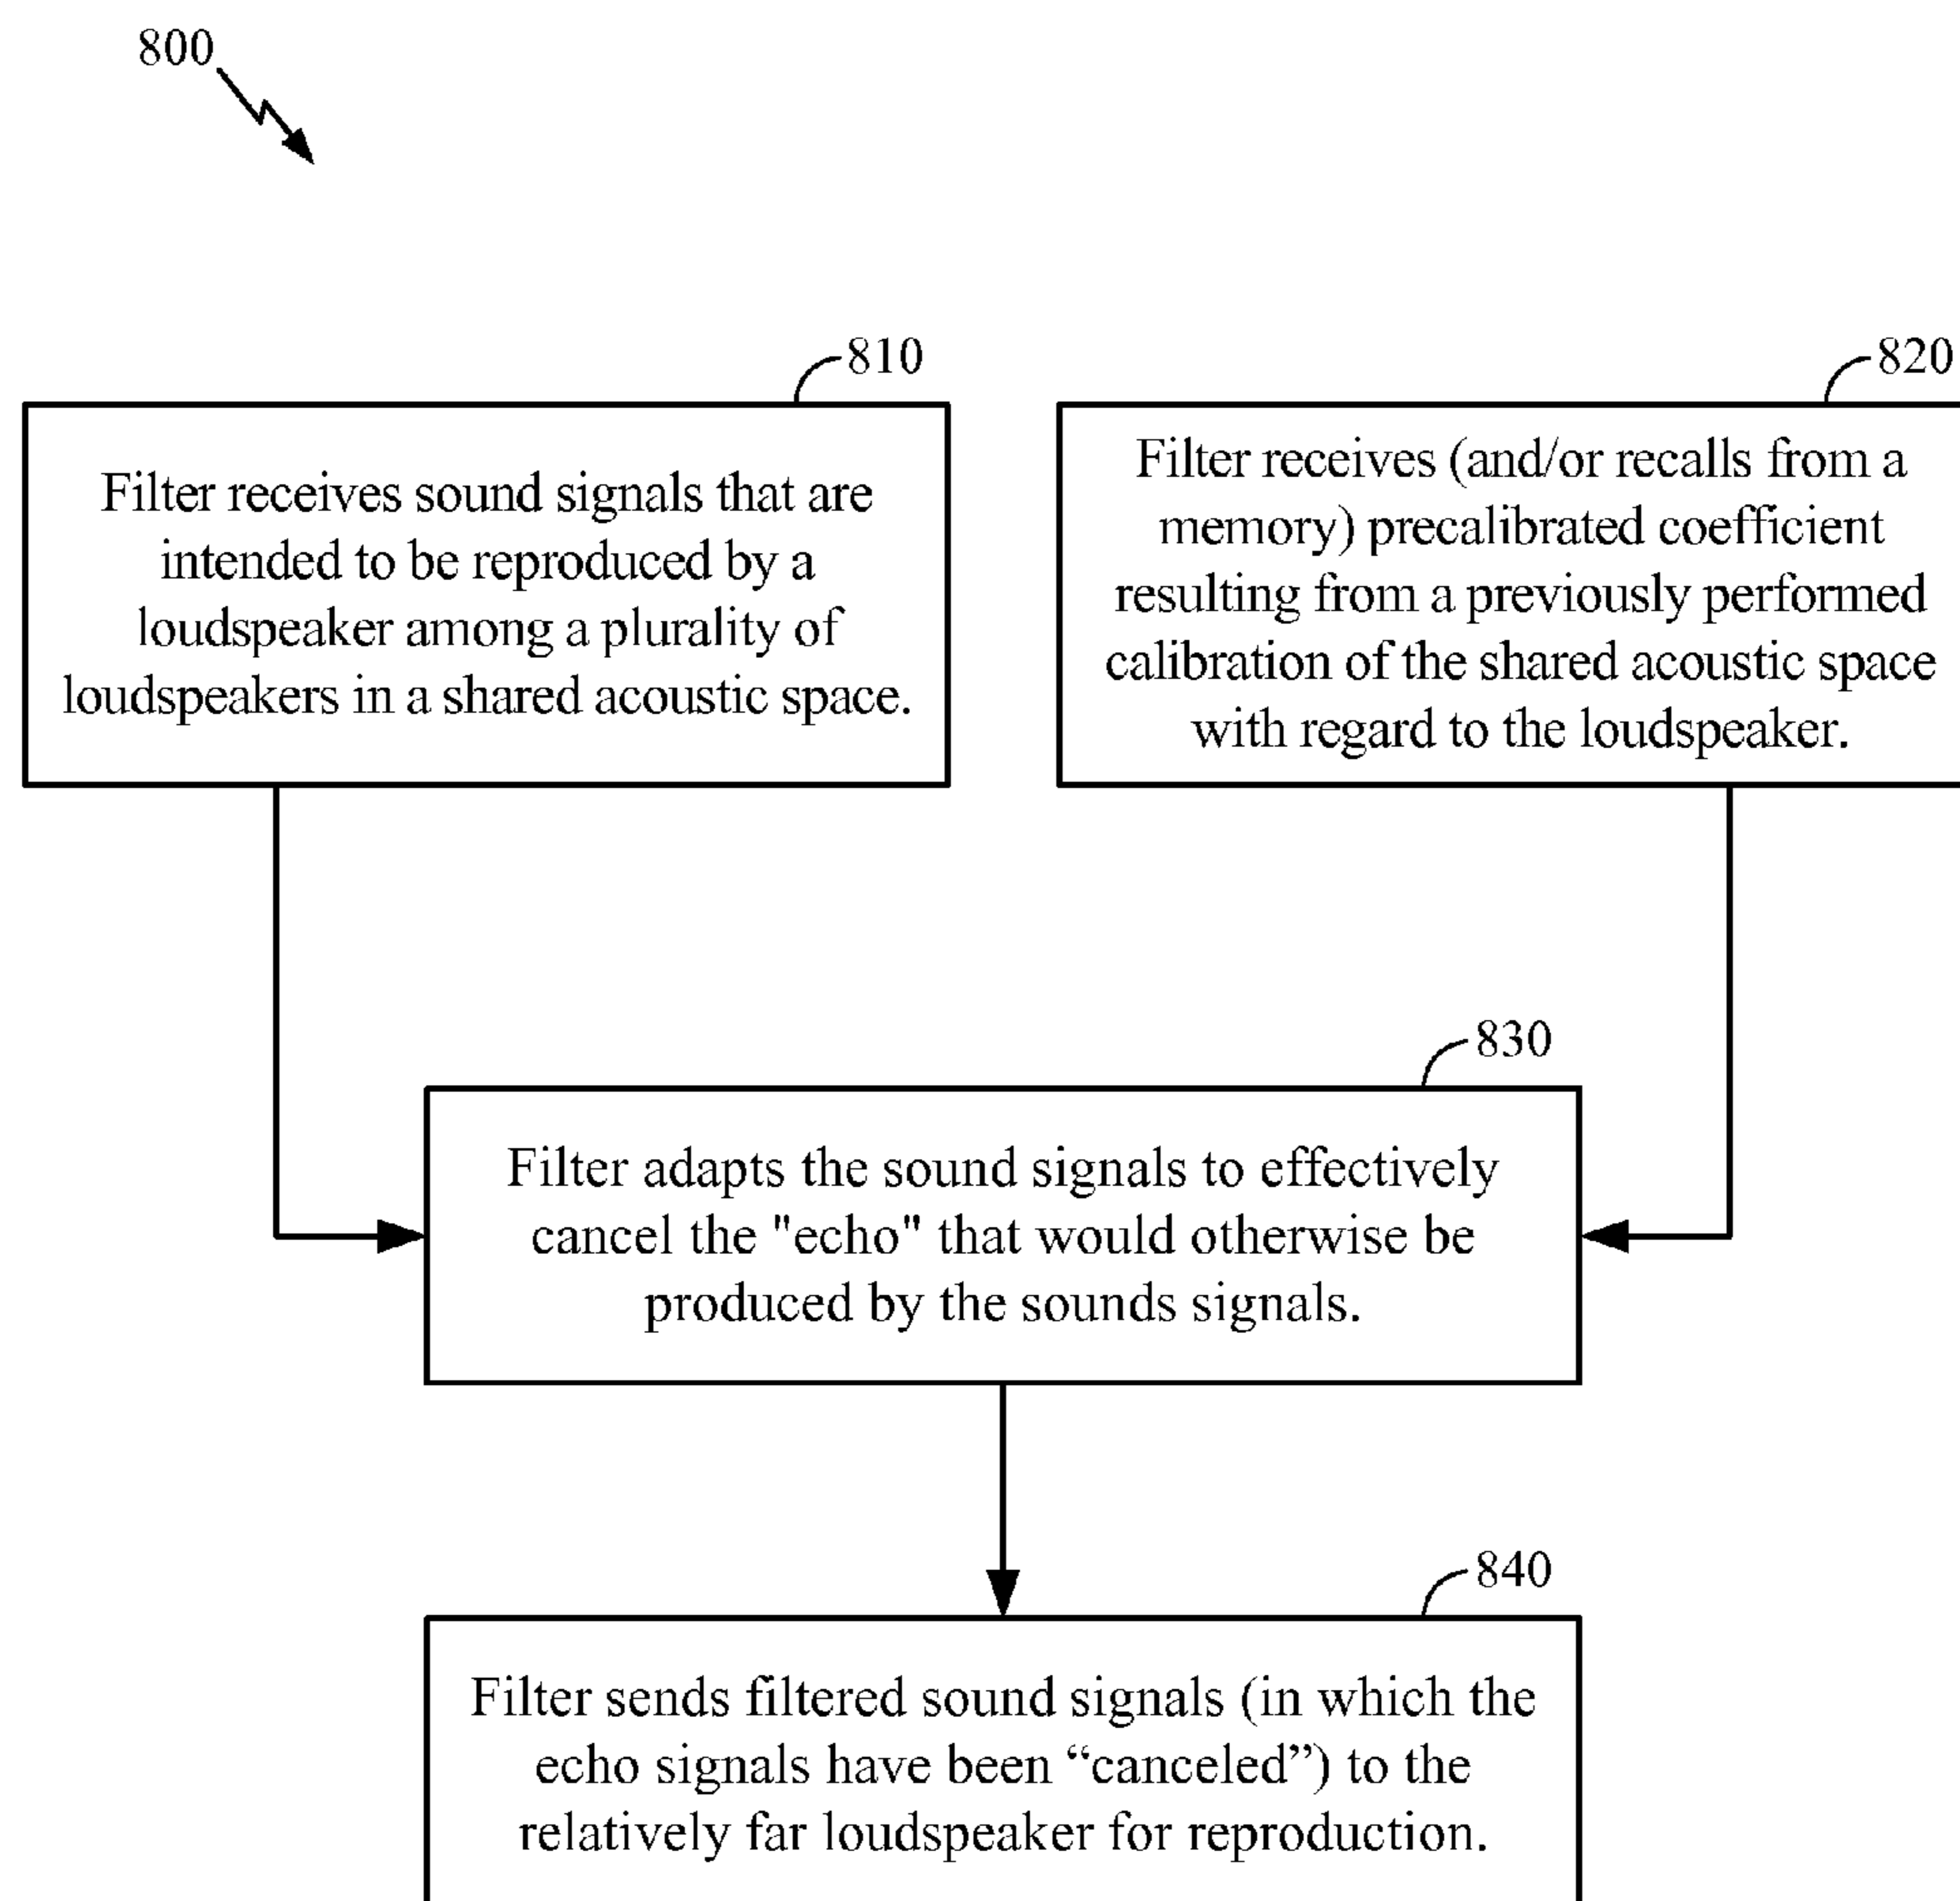 800
810
Filter receives sound signals that are
intended to be reproduced by a
loudspeaker among a plurality of
loudspeakers in a shared acoustic space.
820
Filter receives (and/or recalls from a
memory) precalibrated coefficient
resulting from a previously performed
calibration of the shared acoustic space
with regard to the loudspeaker.
830
Filter adapts the sound signals to effectively
cancel the "echo" that would otherwise be
produced by the sounds signals.
840
Filter sends filtered sound signals (in which the
echo signals have been “canceled”) to the
relatively far loudspeaker for reproduction.